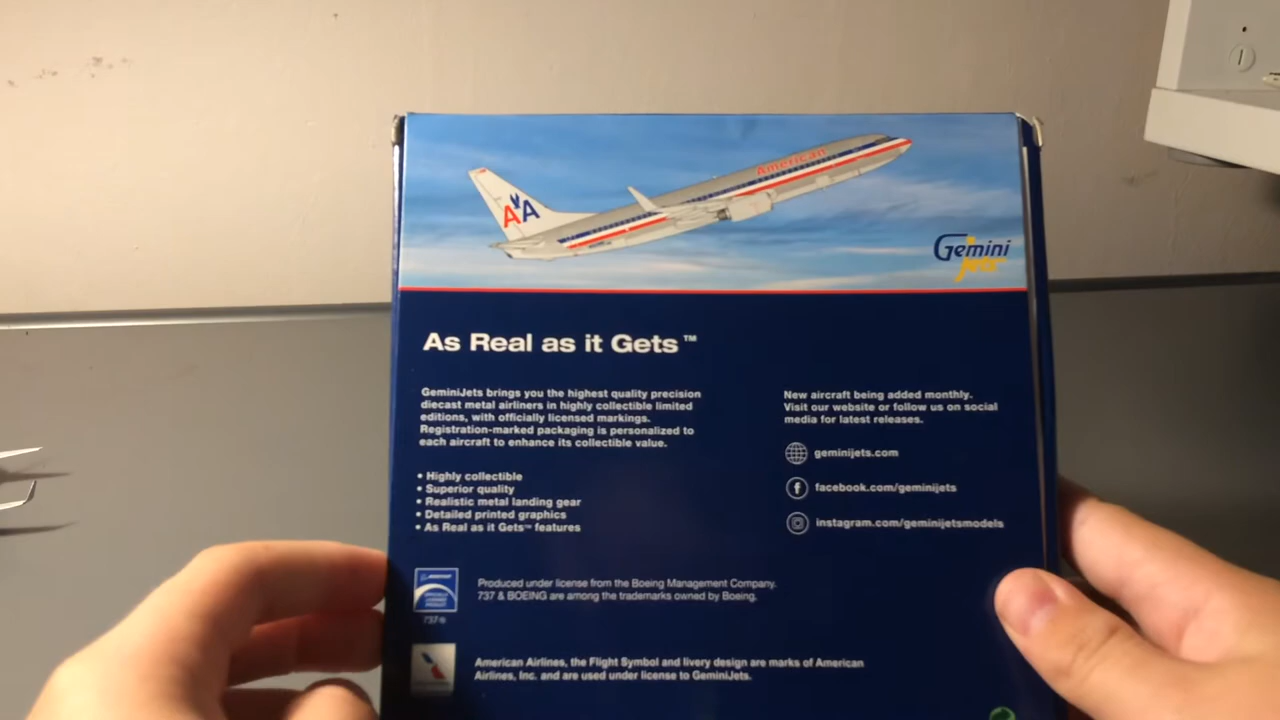 American
AA
Gemini
Jets
As Real as it Gets™
GeminiJets brings you the highest quality precision
diecast metal airliners in highly collectible limited
editions, with officially licensed markings.
Registration-marked packaging is personalized to
each aircraft to enhance its collectible value.
• Highly collectible
• Superior quality
• Realistic metal landing gear
• Detailed printed graphics
• As Real as it Gets™ features
New aircraft being added monthly.
Visit our website or follow us on social
media for latest releases.
geminijets.com
facebook.com/geminijets
instagram.com/geminijetsmodels
BOEING
OFFICIALLY
LICENSED
PRODUCT
737®
Produced under license from the Boeing Management Company.
737 & BOEING are among the trademarks owned by Boeing.
American Airlines, the Flight Symbol and livery design are marks of American
Airlines, Inc. and are used under license to GeminiJets.